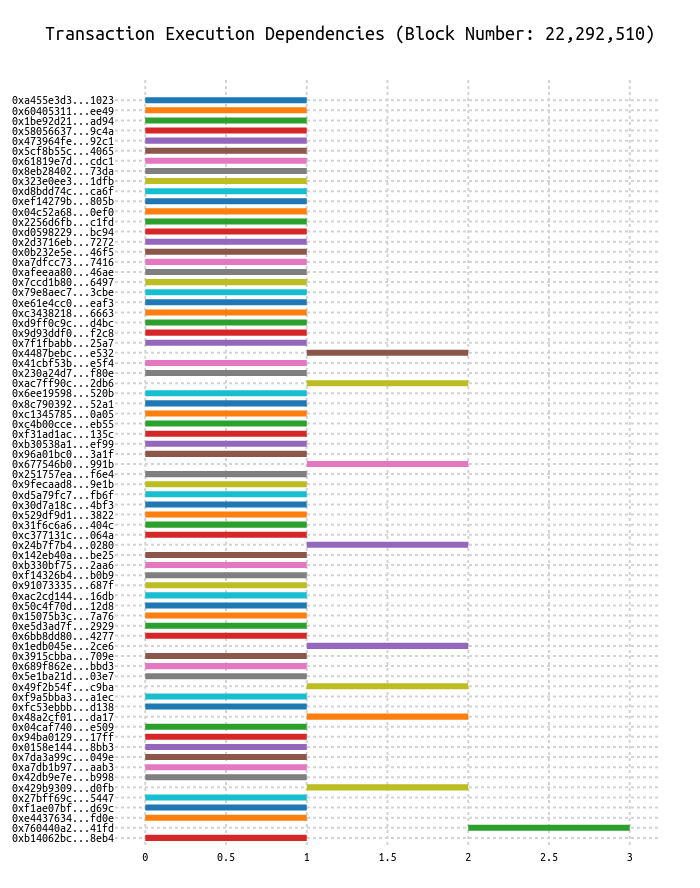 Transaction Execution Dependencies (Block Number: 22,292,510)
0xa455e3d3...1023
0x60405311...ee49
0x1be92d21...ad94
0x58056637...9c4a
0x473964fe...92c1
0x5cf8b55c...4065
0x61819e7d...cdc1
0x8eb28402...73da
0x323e0ee3...1dfb
0xd8bdd74c...ca6f
0xef14279b...805b
0x04c52a68...0ef0
0x2256d6fb...c1fd
0xd0598229...bc94
0x2d3716eb...7272
0x0b232e5e...46f5
0xa7dfcc73...7416
0xafeeaa80...46ae
0x7ccd1b80...6497
0x79e8aec7...3cbe
0xe61e4cc0...eaf3
0xc3438218...6663
0xd9ff0c9c...d4bc
0x9d93ddf0...f2c8
0x7f1fbabb...25a7
0x4487bebc...e532
0x41cbf53b...e5f4
0x230a24d7...f80e
0xac7ff90c...2db6
0x6ee19598...520b
0x8c790392...52a1
0xc1345785...0a05
0xc4b00cce...eb55
0xf31ad1ac...135c
0xb30538a1...ef99
0x96a01bc0...3a1f
0x677546b0...991b
0x251757ea...f6e4
0x9fecaad8...9e1b
0xd5a79fc7...fb6f
0x30d7a18c...4bf3
0x529df9d1...3822
0x31f6c6a6...404c
0xc377131c...064a
0x24b7f7b4...0280
0x142eb40a...be25
0xb330bf75...2aa6
0xf14326b4...b0b9
0x91073335...687f
0xac2cd144...16db
0x50c4f70d...12d8
0x15075b3c...7a76
0xe5d3ad7f...2929
0x6bb8dd80...4277
0x1edb045e...2ce6
0x3915cbba...709e
0x689f862e...bbd3
0x5e1ba21d...03e7
0x49f2b54f...c9ba
0xf9a5bba3...a1ec
0xfc53ebbb...d138
0x48a2cf01...da17
0x04caf740...e509
0x94ba0129...17ff
0x0158e144...8bb3
0x7da3a99c...049e
0xa7db1b97...aab3
0x42db9e7e...b998
0x429b9309...d0fb
0x27bff69c...5447
0xf1ae07bf...d69c
0xe4437634...fd0e
0x760440a2...41fd
0xb14062bc...8eb4
0 0.5 1 1.5 2 2.5 3